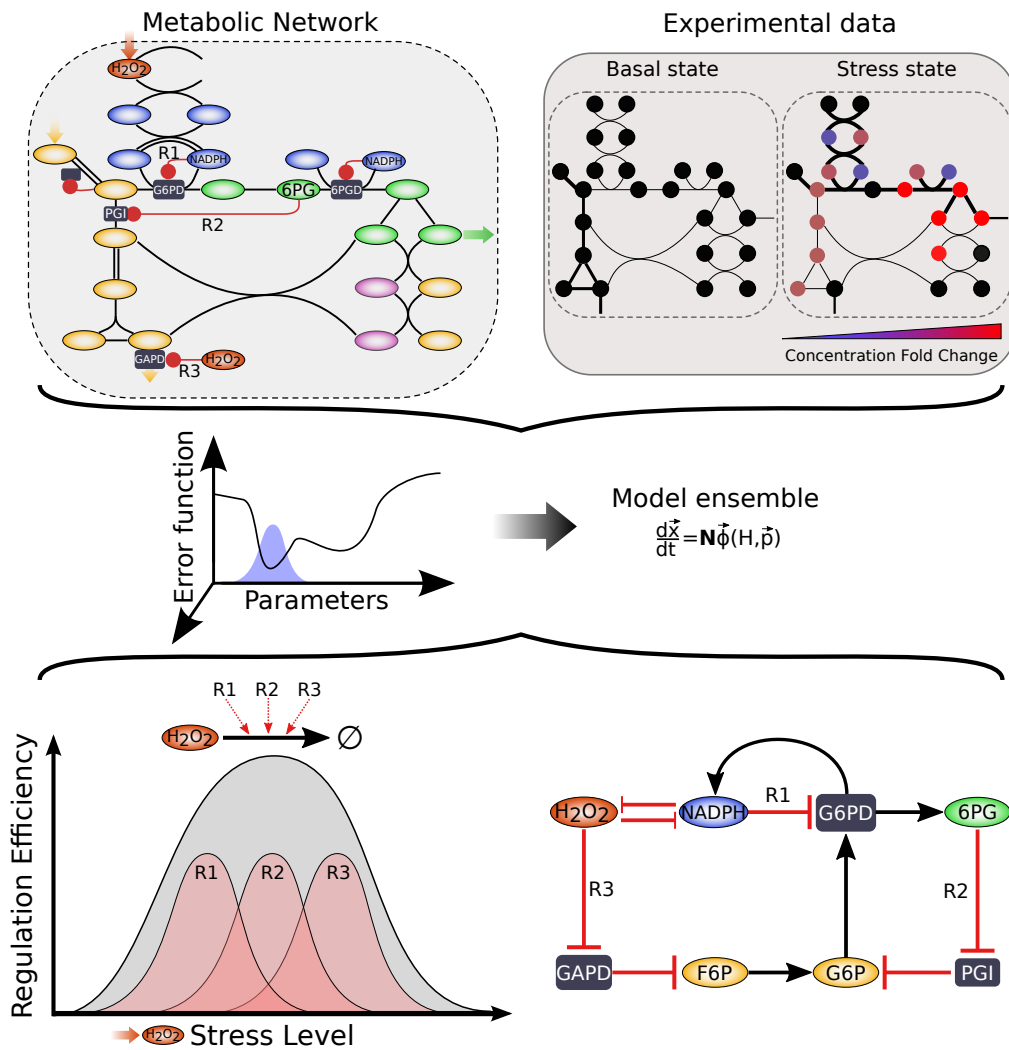 Metabolic Network
Experimental data
H2O2
Basal state
Stress state
R1
NADPH
NADPH
G6PD
6PG
6PGD
PGI
R2
GAPD
R3
H2O2
Concentration Fold Change
Error function
Parameters
Model ensemble
dx⃗/dt=Nϕ⃗(H,p⃗)
R1 R2 R3
H2O2
∅
Regulation Efficiency
R1 R2 R3
H2O2 Stress Level
H2O2
NADPH
R1
G6PD
6PG
R3
R2
GAPD
F6P
G6P
PGI